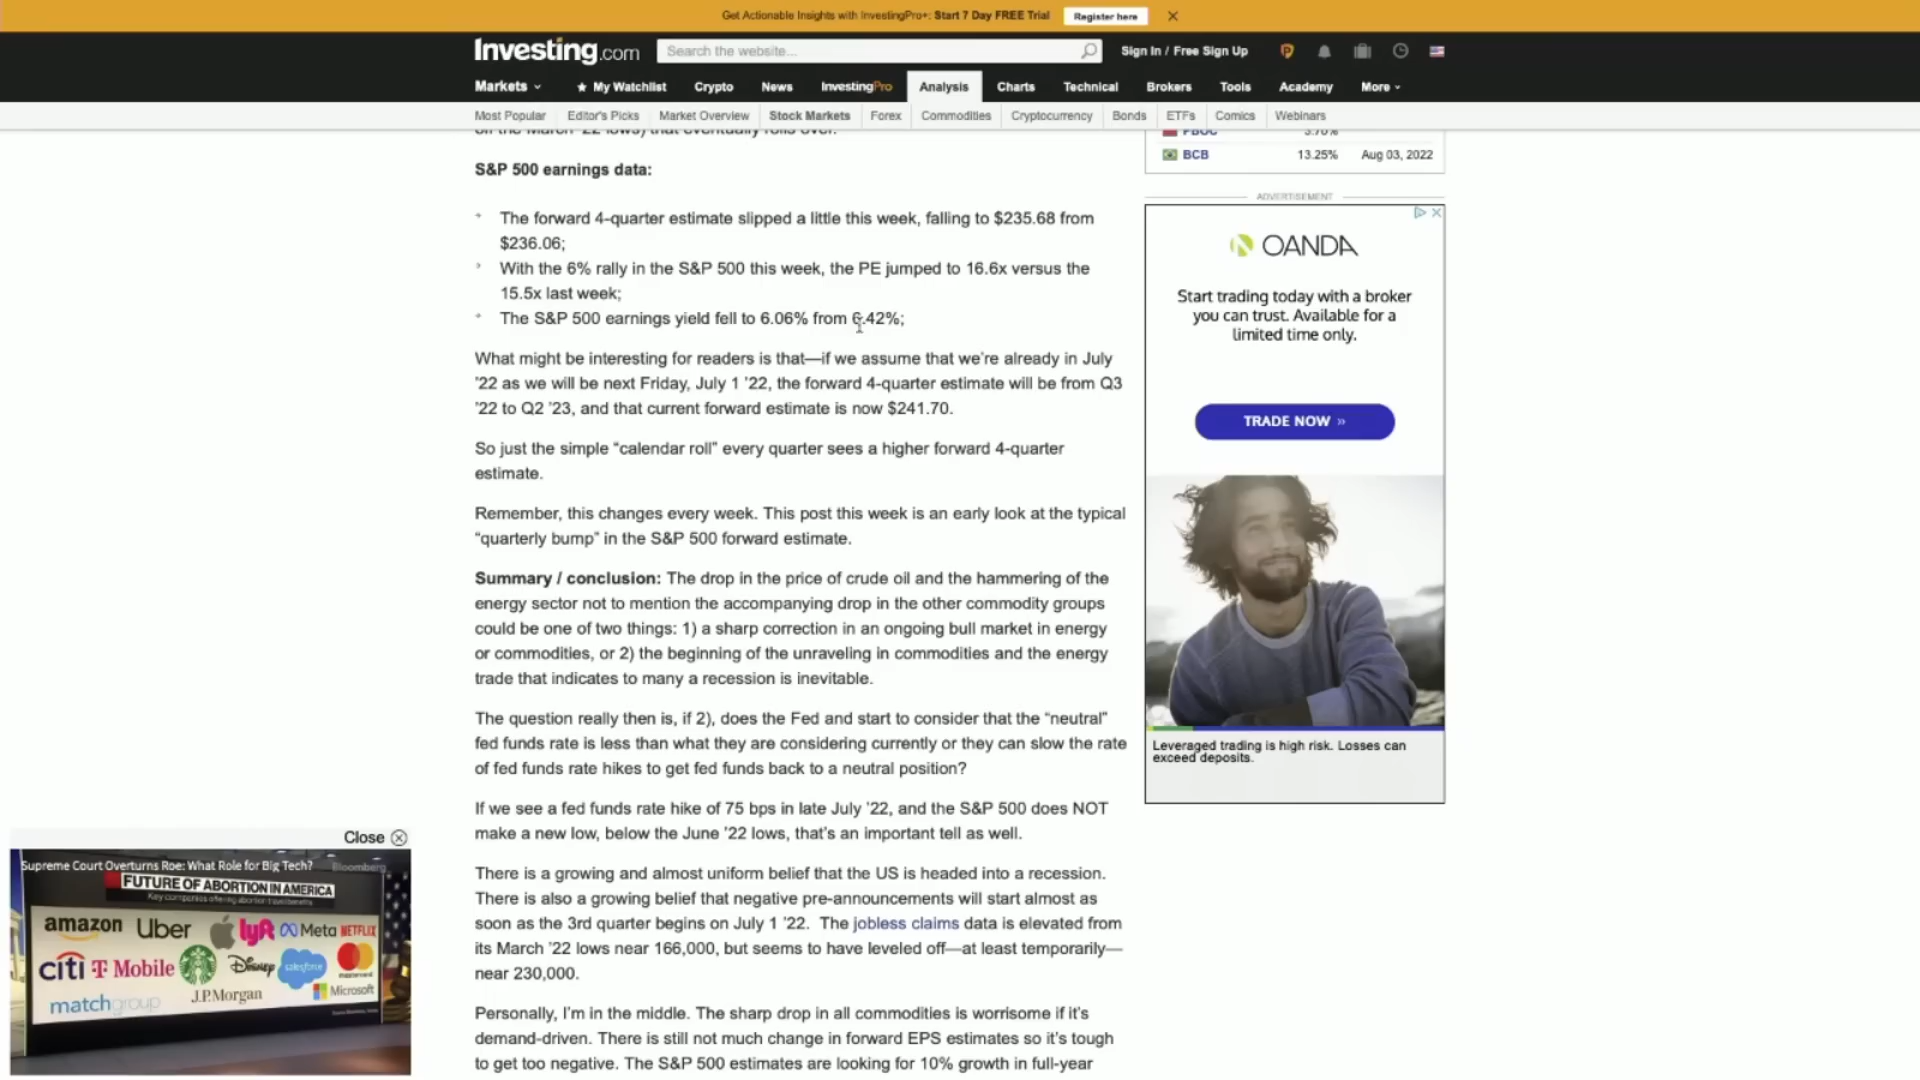 Get Actionable Insights with InvestingPro+: Start 7 Day FREE Trial Register here
Investing.com
Search the website...
Sign In / Free Sign Up
Markets My Watchlist Crypto News InvestingPro Analysis Charts Technical Brokers Tools Academy More
Most Popular Editor's Picks Market Overview Stock Markets Forex Commodities Cryptocurrency Bonds ETFs Comics Webinars
off the March '22 lows) that eventually rolls over.
S&P 500 earnings data:
The forward 4-quarter estimate slipped a little this week, falling to $235.68 from
$236.06;
With the 6% rally in the S&P 500 this week, the PE jumped to 16.6x versus the
15.5x last week;
The S&P 500 earnings yield fell to 6.06% from 6.42%;
What might be interesting for readers is that—if we assume that we're already in July
'22 as we will be next Friday, July 1 '22, the forward 4-quarter estimate will be from Q3
'22 to Q2 '23, and that current forward estimate is now $241.70.
So just the simple “calendar roll” every quarter sees a higher forward 4-quarter
estimate.
Remember, this changes every week. This post this week is an early look at the typical
“quarterly bump” in the S&P 500 forward estimate.
Summary / conclusion: The drop in the price of crude oil and the hammering of the
energy sector not to mention the accompanying drop in the other commodity groups
could be one of two things: 1) a sharp correction in an ongoing bull market in energy
or commodities, or 2) the beginning of the unraveling in commodities and the energy
trade that indicates to many a recession is inevitable.
The question really then is, if 2), does the Fed and start to consider that the “neutral”
fed funds rate is less than what they are considering currently or they can slow the rate
of fed funds rate hikes to get fed funds back to a neutral position?
If we see a fed funds rate hike of 75 bps in late July '22, and the S&P 500 does NOT
make a new low, below the June '22 lows, that's an important tell as well.
There is a growing and almost uniform belief that the US is headed into a recession.
There is also a growing belief that negative pre-announcements will start almost as
soon as the 3rd quarter begins on July 1 '22. The jobless claims data is elevated from
its March '22 lows near 166,000, but seems to have leveled off—at least temporarily—
near 230,000.
Personally, I'm in the middle. The sharp drop in all commodities is worrisome if it's
demand-driven. There is still not much change in forward EPS estimates so it's tough
to get too negative. The S&P 500 estimates are looking for 10% growth in full-year
PBOC 3.70%
BCB 13.25% Aug 03, 2022
ADVERTISEMENT
OANDA
Start trading today with a broker
you can trust. Available for a
limited time only.
TRADE NOW »
Leveraged trading is high risk. Losses can
exceed deposits.
Close
Supreme Court Overturns Roe: What Role for Big Tech? Bloomberg
FUTURE OF ABORTION IN AMERICA
Key companies offering abortion travel benefits
amazon Uber lyft Meta NETFLIX
citi T Mobile Disney salesforce mastercard
matchgroup J.P.Morgan Microsoft